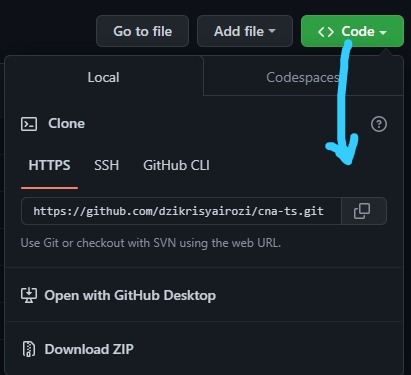 Go to file Add file <> Code
Local Codespaces
Clone
HTTPS SSH GitHub CLI
https://github.com/dzikrisyairozi/cna-ts.git
Use Git or checkout with SVN using the web URL.
Open with GitHub Desktop
Download ZIP